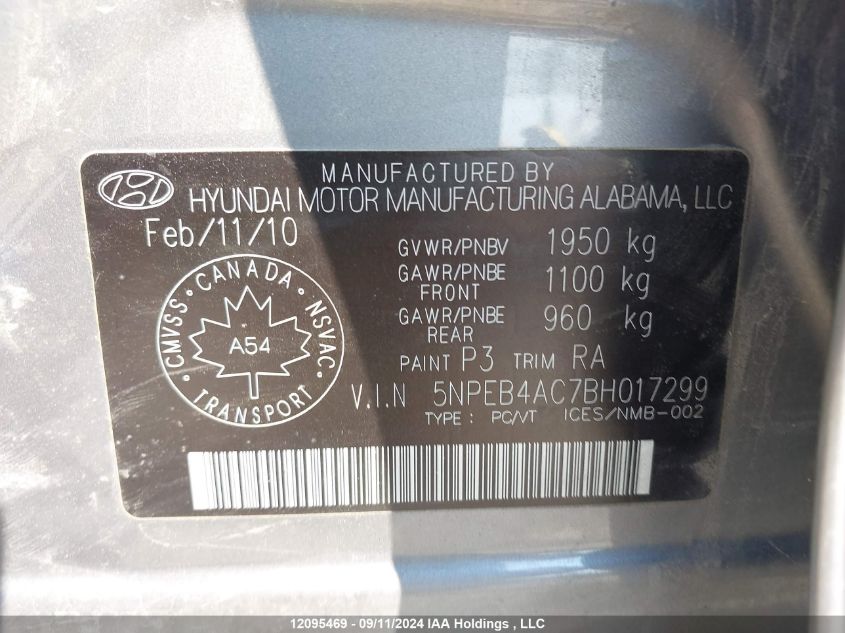 MANUFACTURED BY
HYUNDAI MOTOR MANUFACTURING ALABAMA, LLC
Feb/11/10
GVWR/PNBV 1950 kg
GAWR/PNBE FRONT 1100 kg
GAWR/PNBE REAR 960 kg
PAINT P3 TRIM RA
V.I.N 5NPEB4AC7BH017299
TYPE : PC/VT ICES/NMB-002
CMVSS · CANADA · NSVAC · TRANSPORT ·
A54
12095469 - 09/11/2024 IAA Holdings , LLC